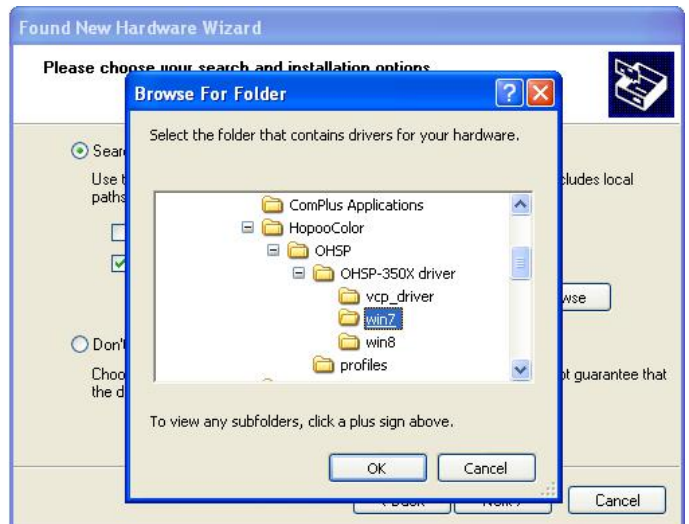 Found New Hardware Wizard
Please choose your search and installation options.
Browse For Folder
Select the folder that contains drivers for your hardware.
ComPlus Applications
HopooColor
OHSP
OHSP-350X driver
vcp_driver
win7
win8
profiles
To view any subfolders, click a plus sign above.
OK
Cancel
Use
cludes local
paths
wse
Don't
Choo
ot guarantee that
the d
Cancel